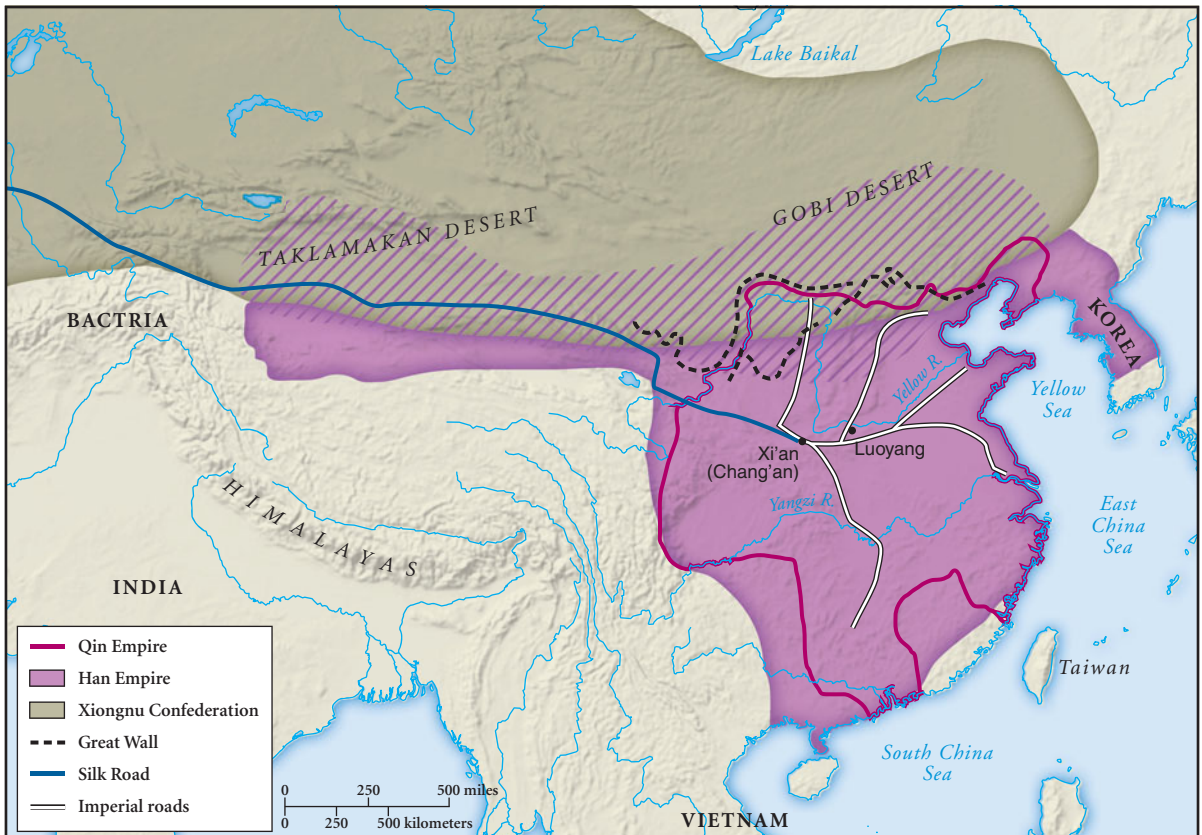 Lake Baikal
TAKLAMAKAN DESERT
GOBI DESERT
BACTRIA
KOREA
Yellow R.
Yellow
Sea
Xi'an
(Chang'an)
Luoyang
Yangzi R.
HIMALAYAS
East
China
Sea
INDIA
Taiwan
South China
Sea
VIETNAM
Qin Empire
Han Empire
Xiongnu Confederation
Great Wall
Silk Road
Imperial roads
0 250 500 miles
0 250 500 kilometers